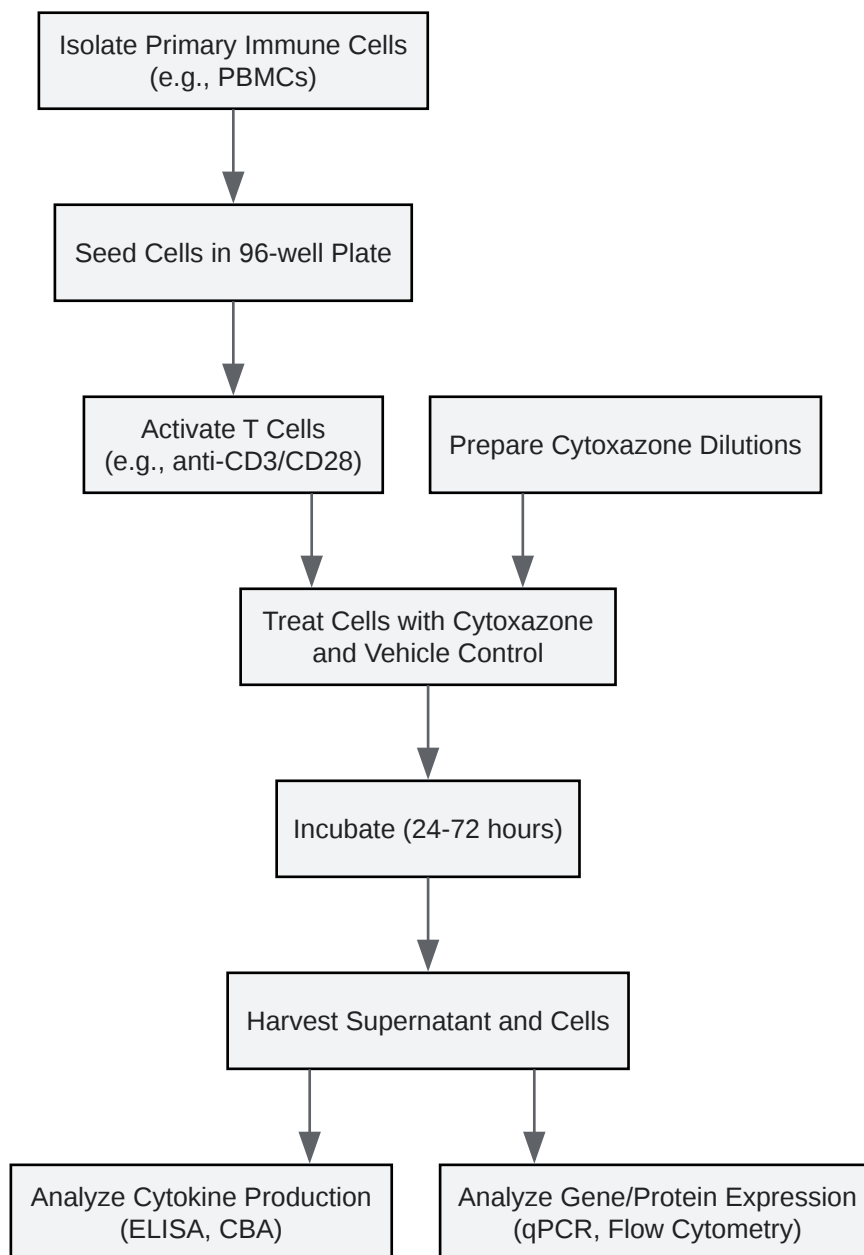 Isolate Primary Immune Cells
(e.g., PBMCs)
Seed Cells in 96-well Plate
Activate T Cells
(e.g., anti-CD3/CD28)
Prepare Cytoxazone Dilutions
Treat Cells with Cytoxazone
and Vehicle Control
Incubate (24-72 hours)
Harvest Supernatant and Cells
Analyze Cytokine Production
(ELISA, CBA)
Analyze Gene/Protein Expression
(qPCR, Flow Cytometry)